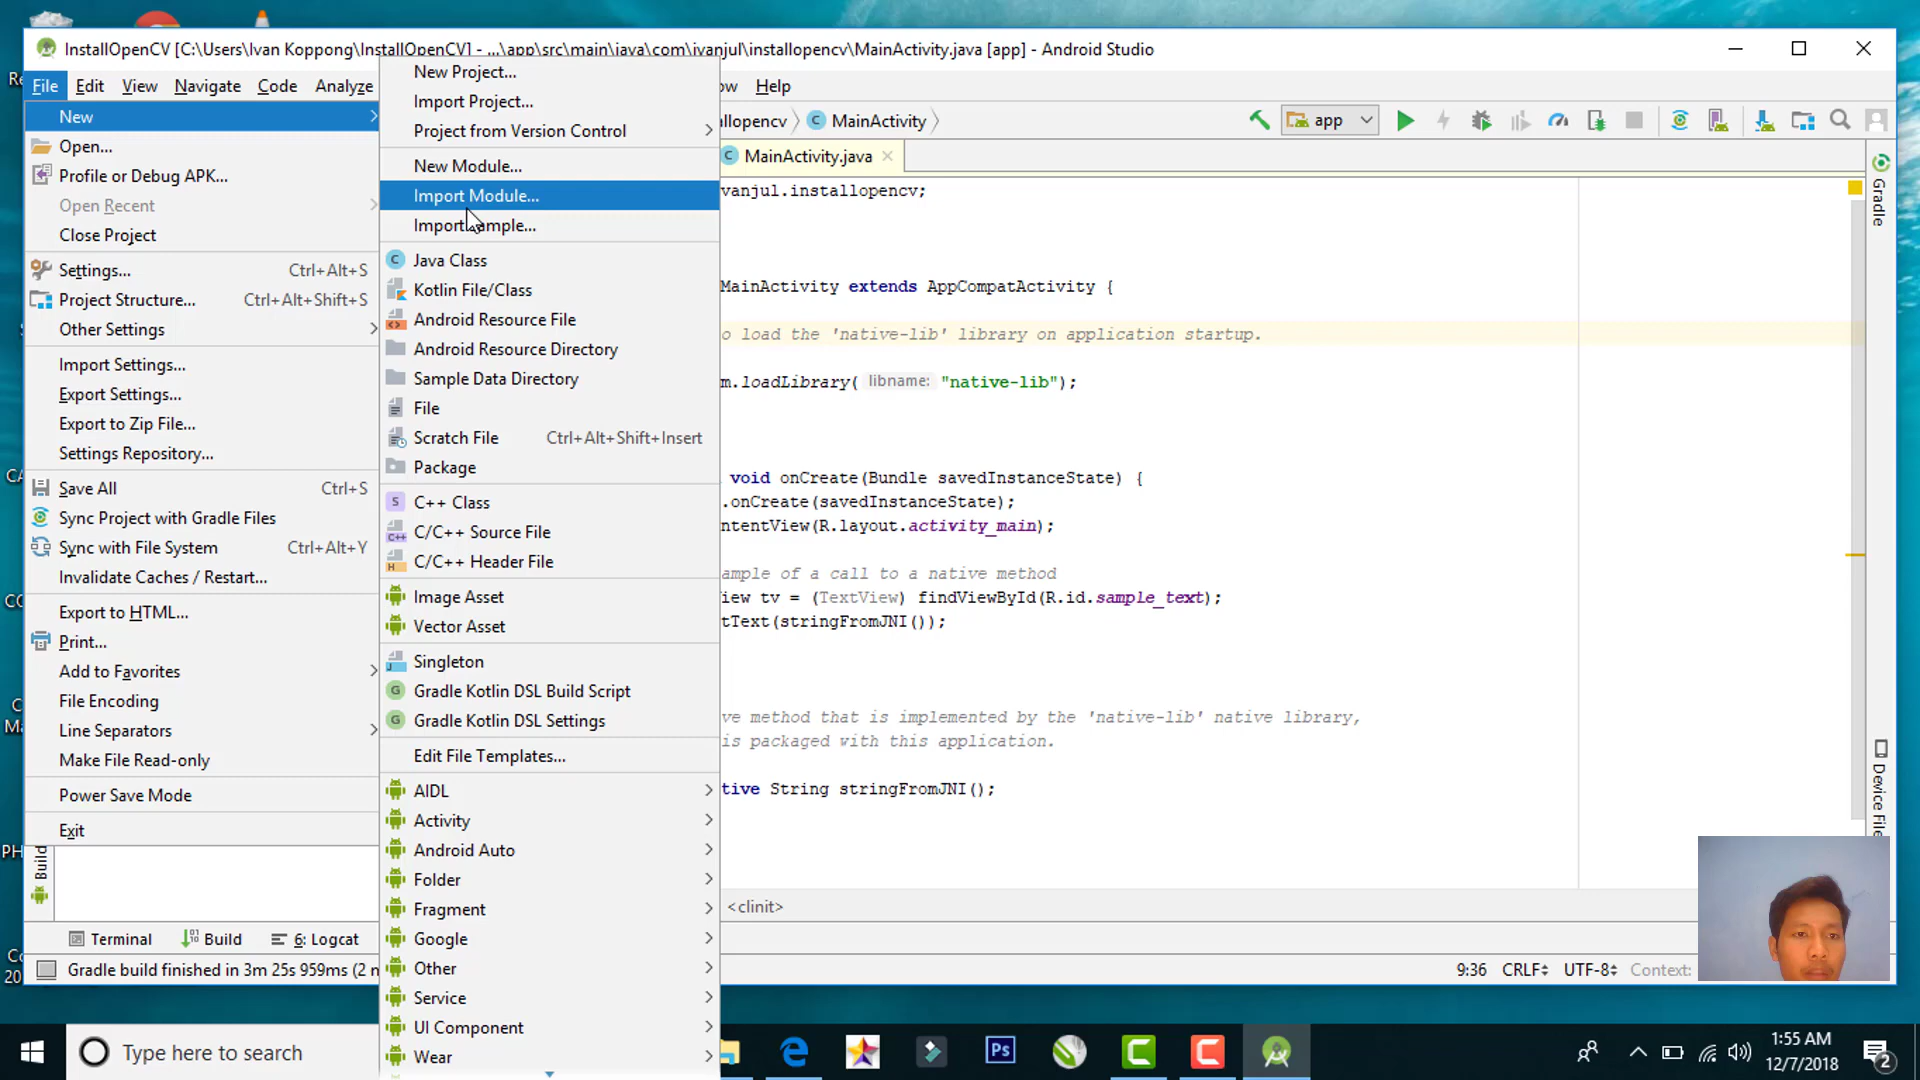 InstallOpenCV [C:\Users\Ivan Koppong\InstallOpenCV] - ...\app\src\main\java\com\ivanjul\installopencv\MainActivity.java [app] - Android Studio
File Edit View Navigate Code Analyze Help
New
Open...
Profile or Debug APK...
Open Recent
Close Project
Settings... Ctrl+Alt+S
Project Structure... Ctrl+Alt+Shift+S
Other Settings
Import Settings...
Export Settings...
Export to Zip File...
Settings Repository...
Save All Ctrl+S
Sync Project with Gradle Files
Sync with File System Ctrl+Alt+Y
Invalidate Caches / Restart...
Export to HTML...
Print...
Add to Favorites
File Encoding
Line Separators
Make File Read-only
Power Save Mode
Exit
New Project...
Import Project...
Project from Version Control
New Module...
Import Module...
Import
Java Class
Kotlin File/Class
Android Resource File
Android Resource Directory
Sample Data Directory
File
Scratch File Ctrl+Alt+Shift+Insert
Package
C++ Class
C/C++ Source File
C/C++ Header File
Image Asset
Vector Asset
Singleton
Gradle Kotlin DSL Build Script
Gradle Kotlin DSL Settings
Edit File Templates...
AIDL
Activity
Android Auto
Folder
Fragment
Google
Other
Service
UI Component
Wear
MainActivity
app
MainActivity.java
vanjul.installopencv;
MainActivity extends AppCompatActivity {
o load the 'native-lib' library on application startup.
m.loadLibrary( libname: "native-lib");
void onCreate(Bundle savedInstanceState) {
.onCreate(savedInstanceState);
ntentView(R.layout.activity_main);
ample of a call to a native method
iew tv = (TextView) findViewById(R.id.sample_text);
tText(stringFromJNI());
ve method that is implemented by the 'native-lib' native library,
is packaged with this application.
tive String stringFromJNI();
<clinit>
Gradle
Device File
Build
Terminal Build 6: Logcat
Gradle build finished in 3m 25s 959ms (2 m
9:36 CRLF UTF-8 Context:
Type here to search
Ps
1:55 AM
12/7/2018
2